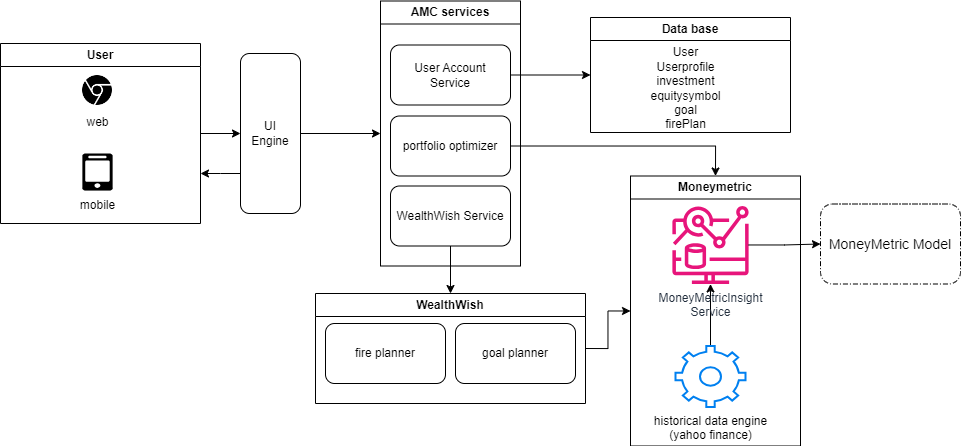 User
web
mobile
UI
Engine
AMC services
User Account
Service
portfolio optimizer
WealthWish Service
Data base
User
Userprofile
investment
equitysymbol
goal
firePlan
WealthWish
fire planner
goal planner
Moneymetric
MoneyMetricInsight
Service
historical data engine
(yahoo finance)
MoneyMetric Model